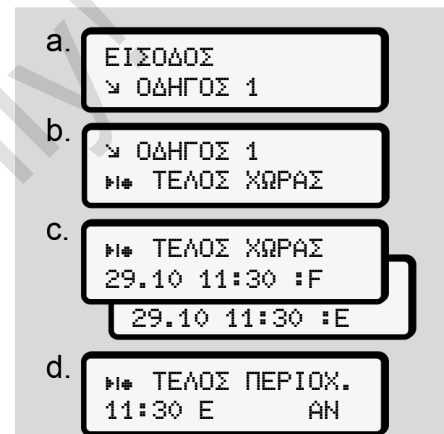 a.
ΕΙΣΟΔΟΣ
↘ ΟΔΗΓΟΣ 1
b.
↘ ΟΔΗΓΟΣ 1
ΤΕΛΟΣ ΧΩΡΑΣ
c.
ΤΕΛΟΣ ΧΩΡΑΣ
29.10 11:30 :F
29.10 11:30 :E
d.
ΤΕΛΟΣ ΠΕΡΙΟΧ.
11:30 E AN